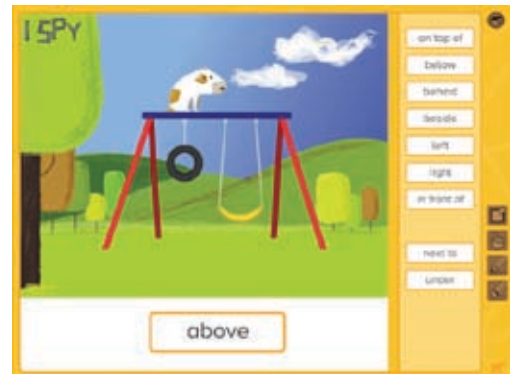 I SPY
on top of
below
behind
beside
left
right
in front of
next to
under
above